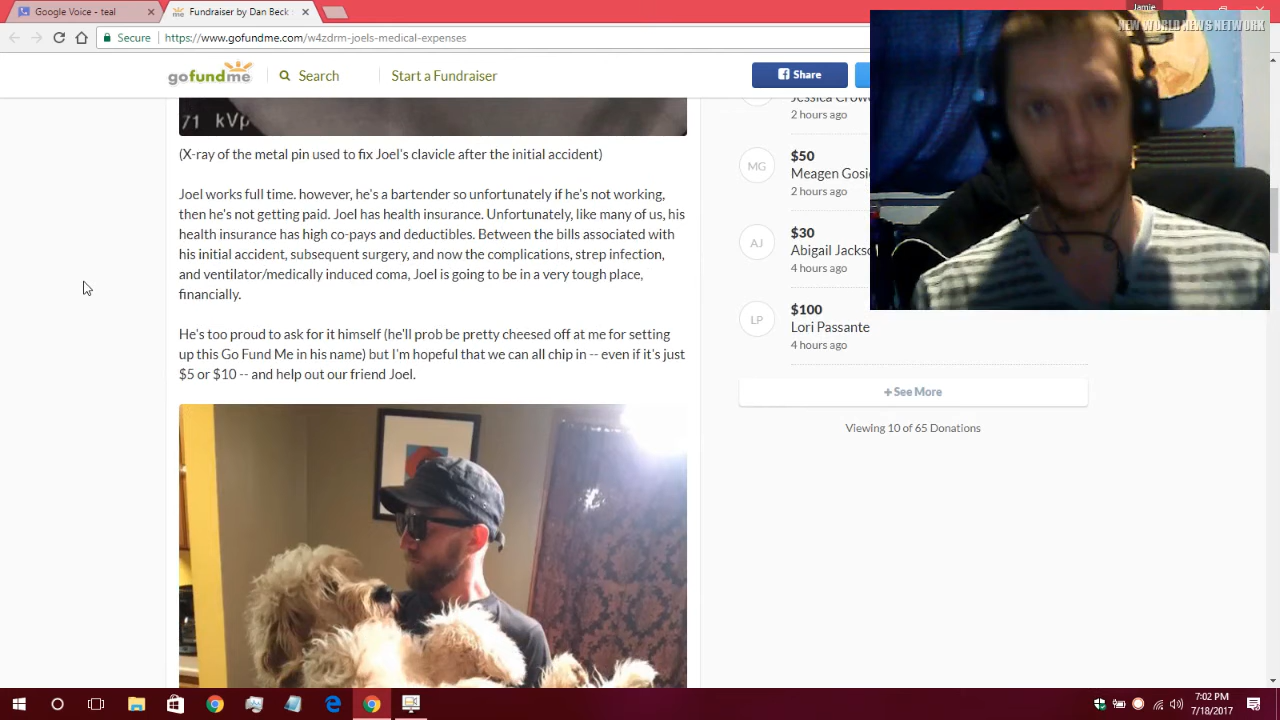 Google Voice - teal
Fundraiser by Dan Beck
Secure
https://www.gofundme.com/w4zdrm-joels-medical-expenses
NEW WORLD NEWS NETWORK
gofundme
Search
Start a Fundraiser
Share
71 kVp
(X-ray of the metal pin used to fix Joel's clavicle after the initial accident)
Joel works full time. however, he's a bartender so unfortunately if he's not working,
then he's not getting paid. Joel has health insurance. Unfortunately, like many of us, his
health insurance has high co-pays and deductibles. Between the bills associated with
his initial accident, subsequent surgery, and now the complications, strep infection,
and ventilator/medically induced coma, Joel is going to be in a very tough place,
financially.
He's too proud to ask for it himself (he'll prob be pretty cheesed off at me for setting
up this Go Fund Me in his name) but I'm hopeful that we can all chip in -- even if it's just
$5 or $10 -- and help out our friend Joel.
Jessica Crow
2 hours ago
MG
$50
Meagen Gosi
2 hours ago
AJ
$30
Abigail Jackso
4 hours ago
LP
$100
Lori Passante
4 hours ago
+ See More
Viewing 10 of 65 Donations
7:02 PM
7/18/2017